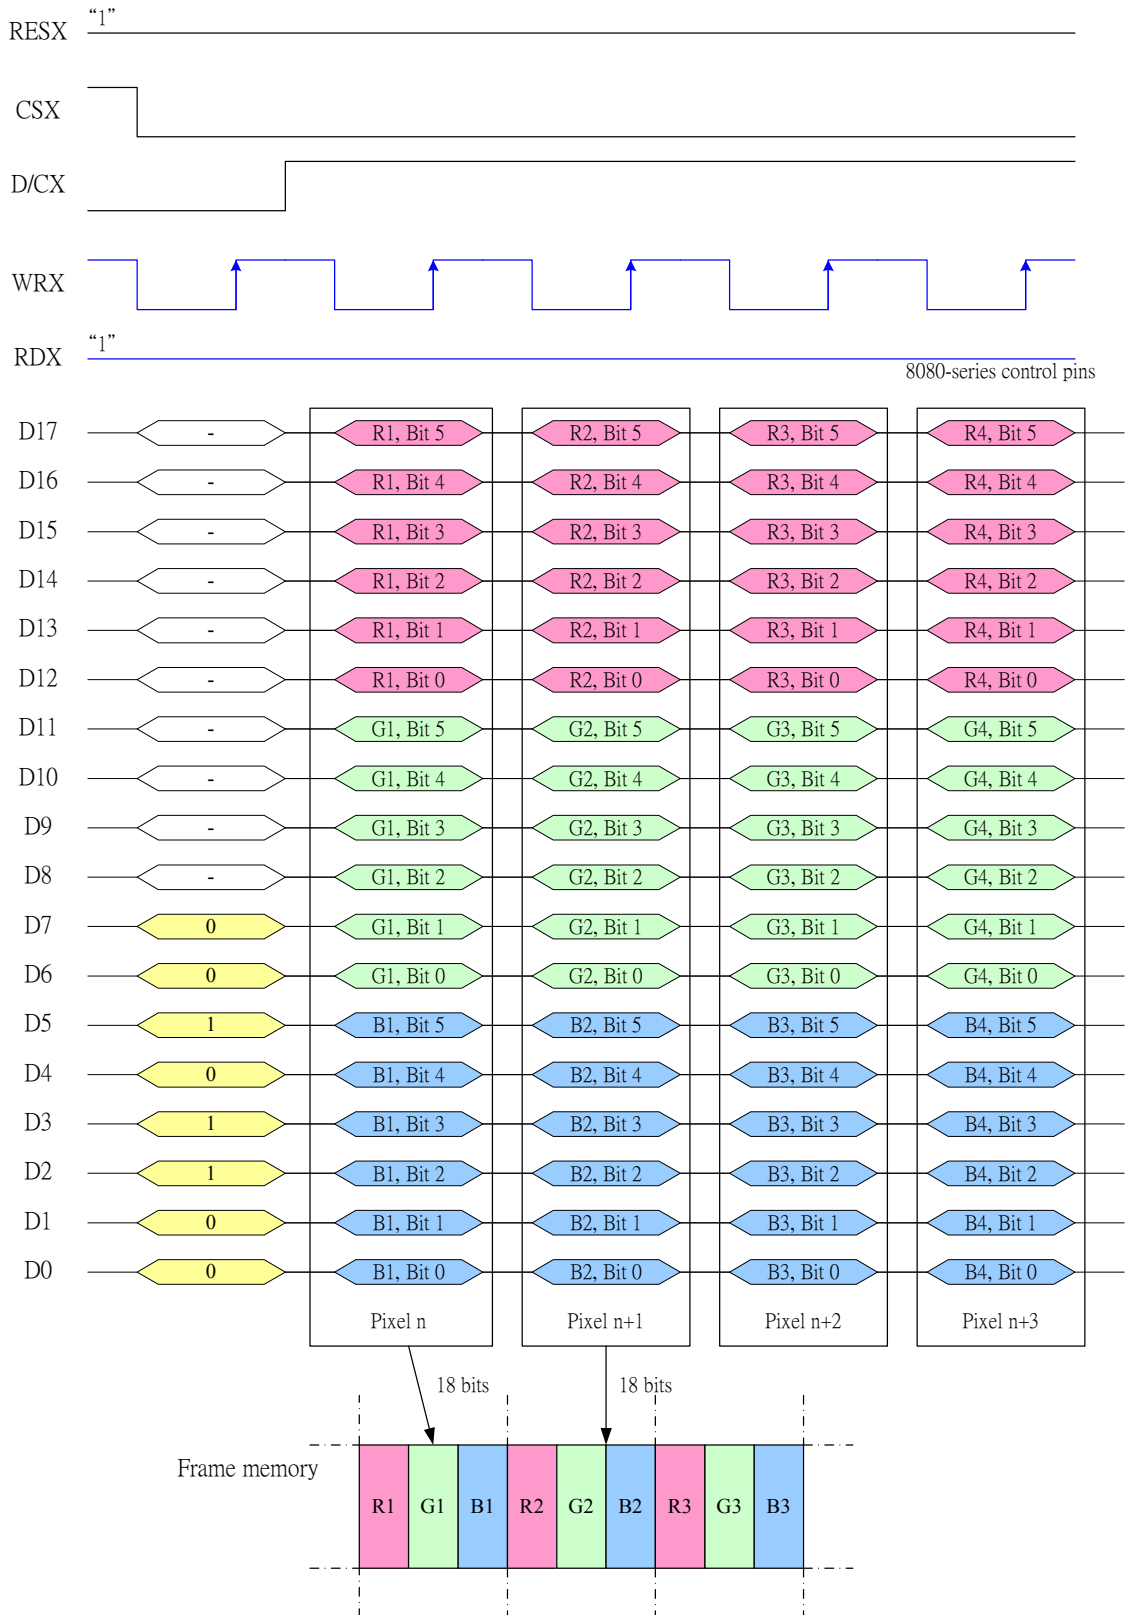 RESX “1”
CSX
D/CX
WRX
RDX “1”
8080-series control pins
D17 - R1, Bit 5 R2, Bit 5 R3, Bit 5 R4, Bit 5
D16 - R1, Bit 4 R2, Bit 4 R3, Bit 4 R4, Bit 4
D15 - R1, Bit 3 R2, Bit 3 R3, Bit 3 R4, Bit 3
D14 - R1, Bit 2 R2, Bit 2 R3, Bit 2 R4, Bit 2
D13 - R1, Bit 1 R2, Bit 1 R3, Bit 1 R4, Bit 1
D12 - R1, Bit 0 R2, Bit 0 R3, Bit 0 R4, Bit 0
D11 - G1, Bit 5 G2, Bit 5 G3, Bit 5 G4, Bit 5
D10 - G1, Bit 4 G2, Bit 4 G3, Bit 4 G4, Bit 4
D9 - G1, Bit 3 G2, Bit 3 G3, Bit 3 G4, Bit 3
D8 - G1, Bit 2 G2, Bit 2 G3, Bit 2 G4, Bit 2
D7 0 G1, Bit 1 G2, Bit 1 G3, Bit 1 G4, Bit 1
D6 0 G1, Bit 0 G2, Bit 0 G3, Bit 0 G4, Bit 0
D5 1 B1, Bit 5 B2, Bit 5 B3, Bit 5 B4, Bit 5
D4 0 B1, Bit 4 B2, Bit 4 B3, Bit 4 B4, Bit 4
D3 1 B1, Bit 3 B2, Bit 3 B3, Bit 3 B4, Bit 3
D2 1 B1, Bit 2 B2, Bit 2 B3, Bit 2 B4, Bit 2
D1 0 B1, Bit 1 B2, Bit 1 B3, Bit 1 B4, Bit 1
D0 0 B1, Bit 0 B2, Bit 0 B3, Bit 0 B4, Bit 0
Pixel n Pixel n+1 Pixel n+2 Pixel n+3
18 bits 18 bits
Frame memory
R1 G1 B1 R2 G2 B2 R3 G3 B3